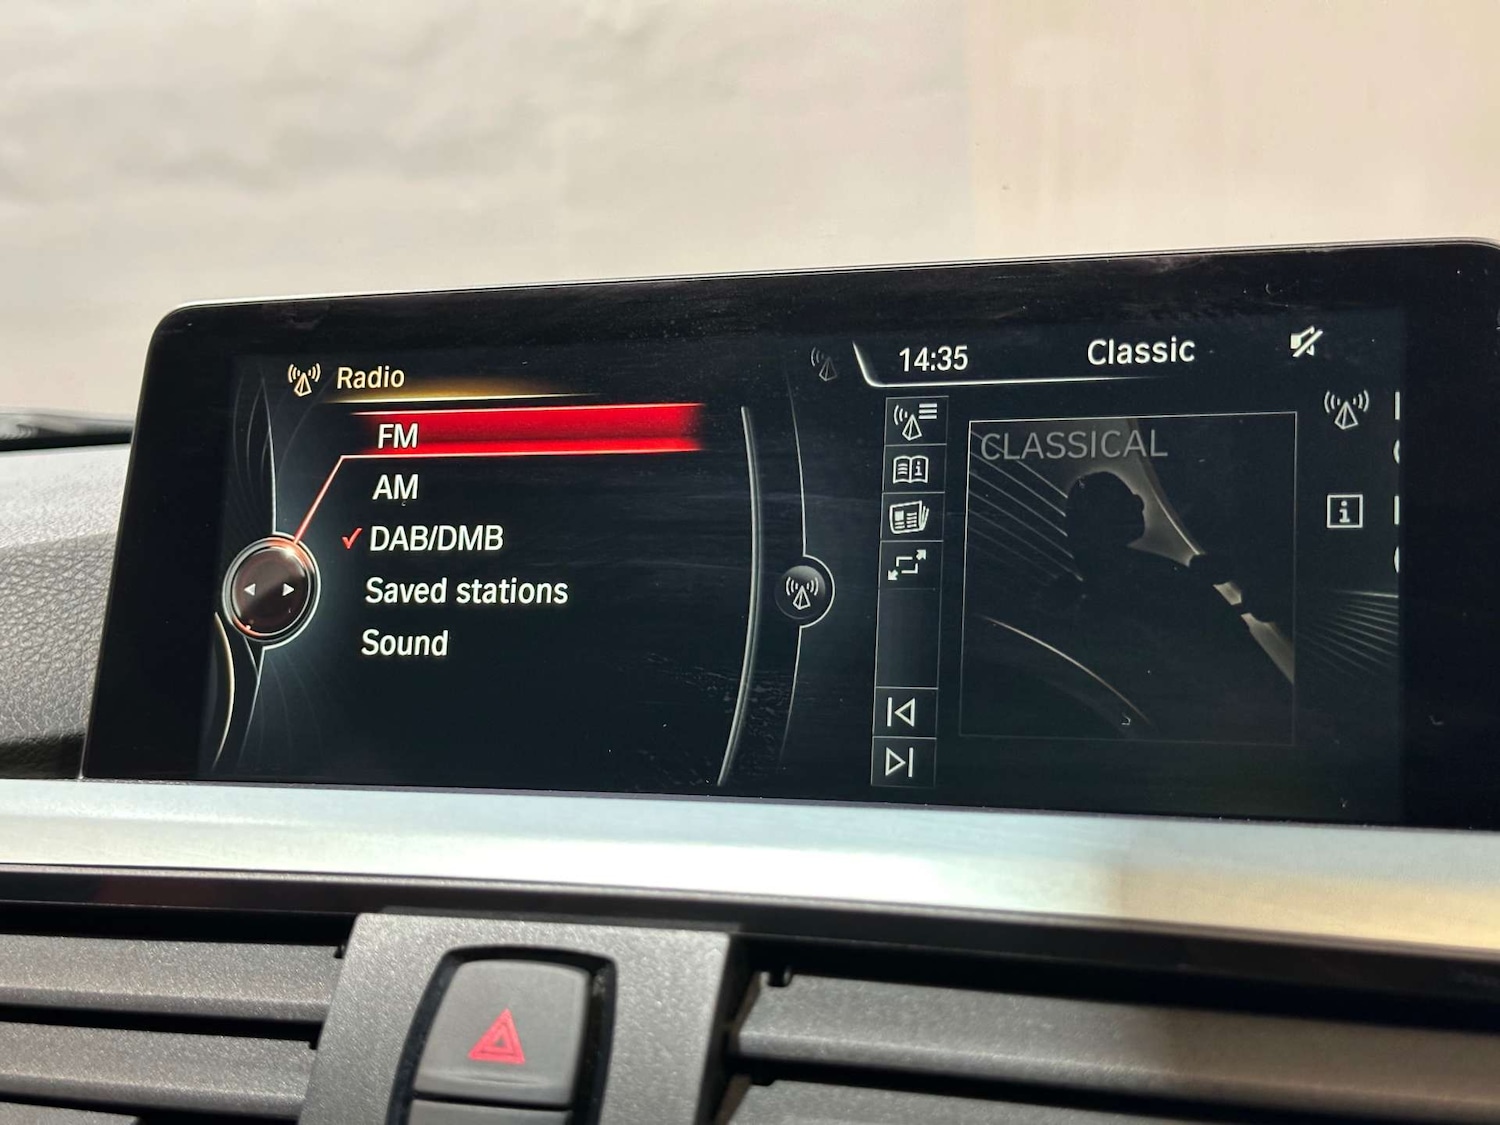 Radio
FM
AM
DAB/DMB
Saved stations
Sound
14:35
Classic
CLASSICAL